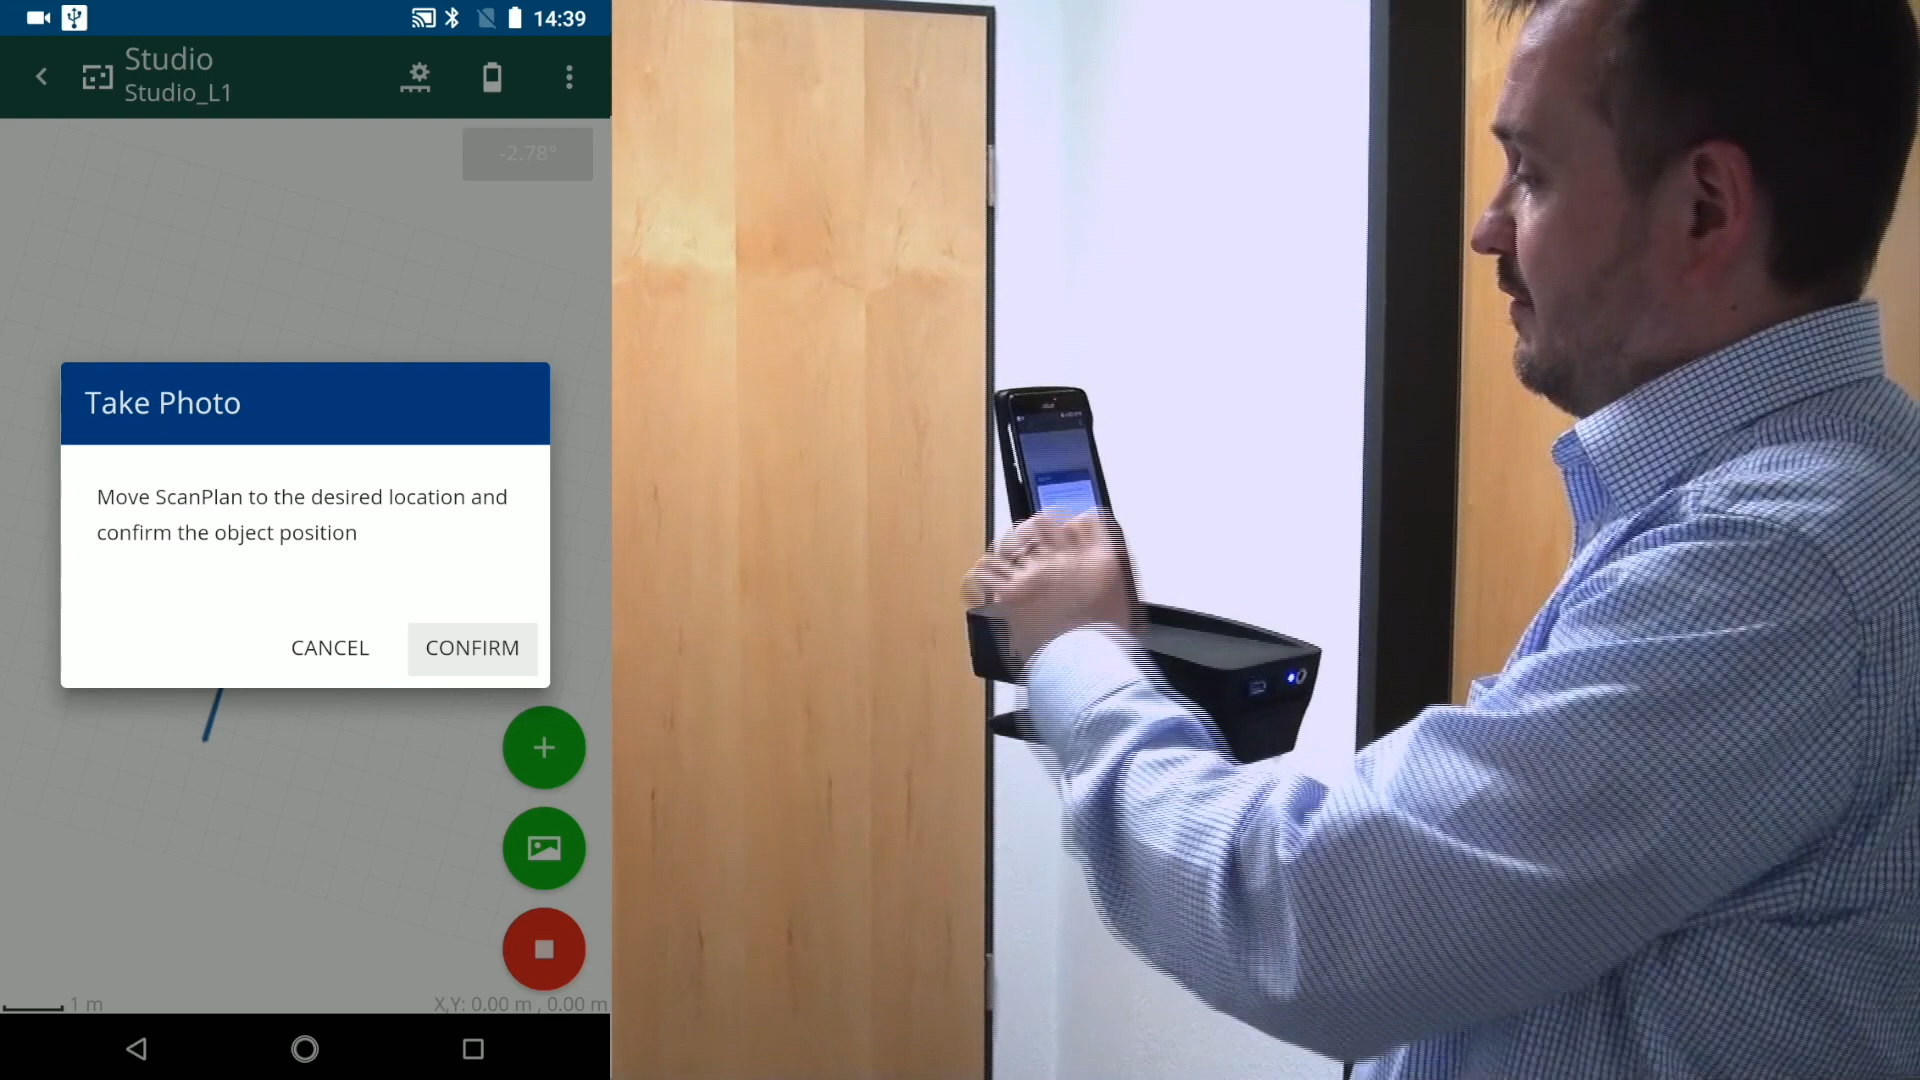 14:39
Studio
Studio_L1
-2.78°
Take Photo
Move ScanPlan to the desired location and
confirm the object position
CANCEL
CONFIRM
1 m
X,Y: 0.00 m , 0.00 m